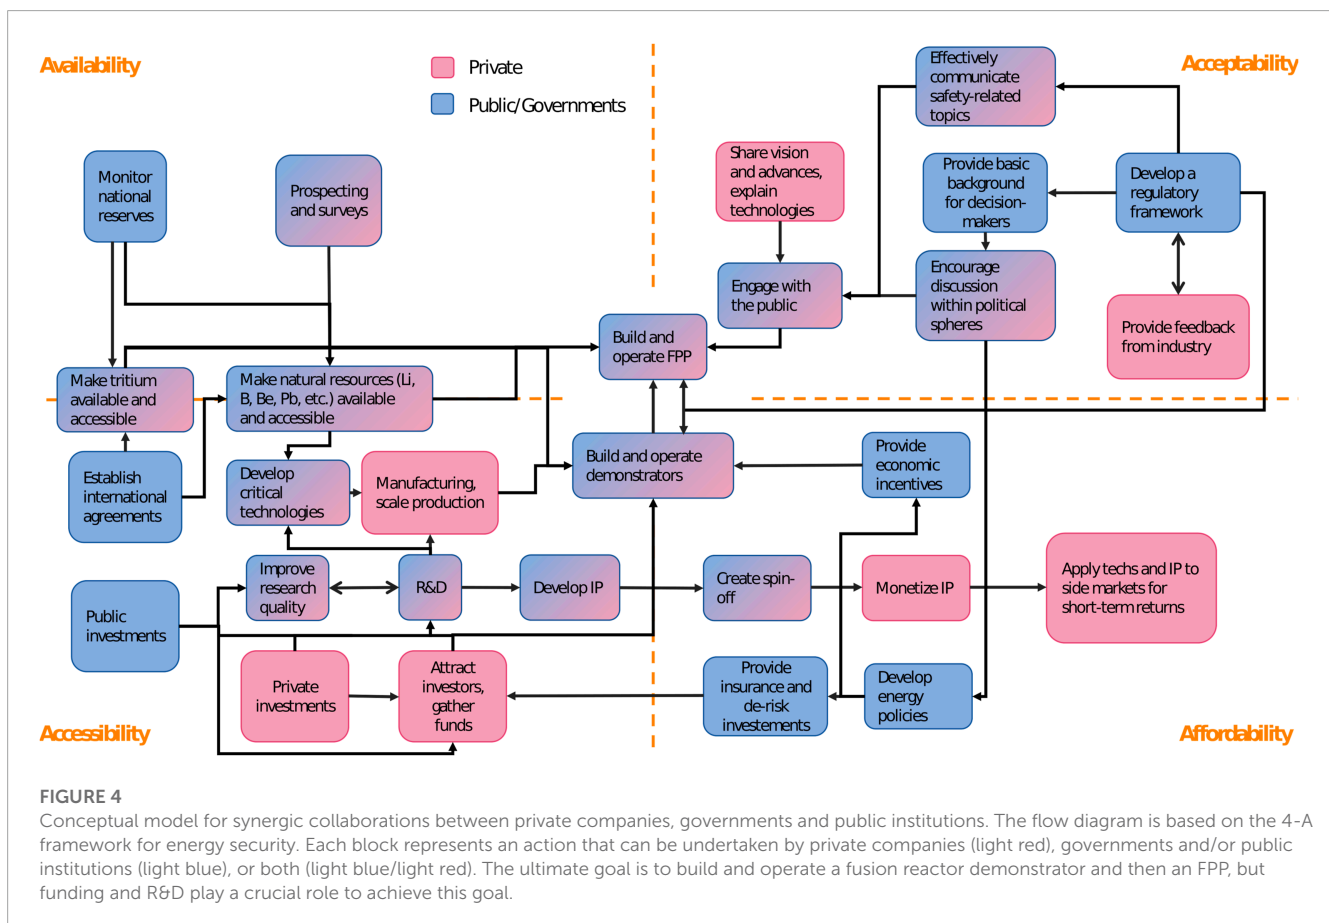 Availability
Private
Public/Governments
Acceptability
Effectively
communicate
safety-related
topics
Share vision
and advances,
explain
technologies
Provide basic
background
for decision-
makers
Develop a
regulatory
framework
Monitor
national
reserves
Prospecting
and surveys
Engage with
the public
Encourage
discussion
within political
spheres
Provide feedback
from industry
Build and
operate FPP
Make tritium
available and
accessible
Make natural resources (Li,
B, Be, Pb, etc.) available
and accessible
Build and operate
demonstrators
Provide
economic
incentives
Establish
international
agreements
Develop
critical
technologies
Manufacturing,
scale production
Improve
research
quality
R&D
Develop IP
Create spin-
off
Monetize IP
Apply techs and IP to
side markets for
short-term returns
Public
investments
Private
investments
Attract
investors,
gather
funds
Provide
insurance and
de-risk
investements
Develop
energy
policies
Accessibility
Affordability
FIGURE 4
Conceptual model for synergic collaborations between private companies, governments and public institutions. The flow diagram is based on the 4-A
framework for energy security. Each block represents an action that can be undertaken by private companies (light red), governments and/or public
institutions (light blue), or both (light blue/light red). The ultimate goal is to build and operate a fusion reactor demonstrator and then an FPP, but
funding and R&D play a crucial role to achieve this goal.